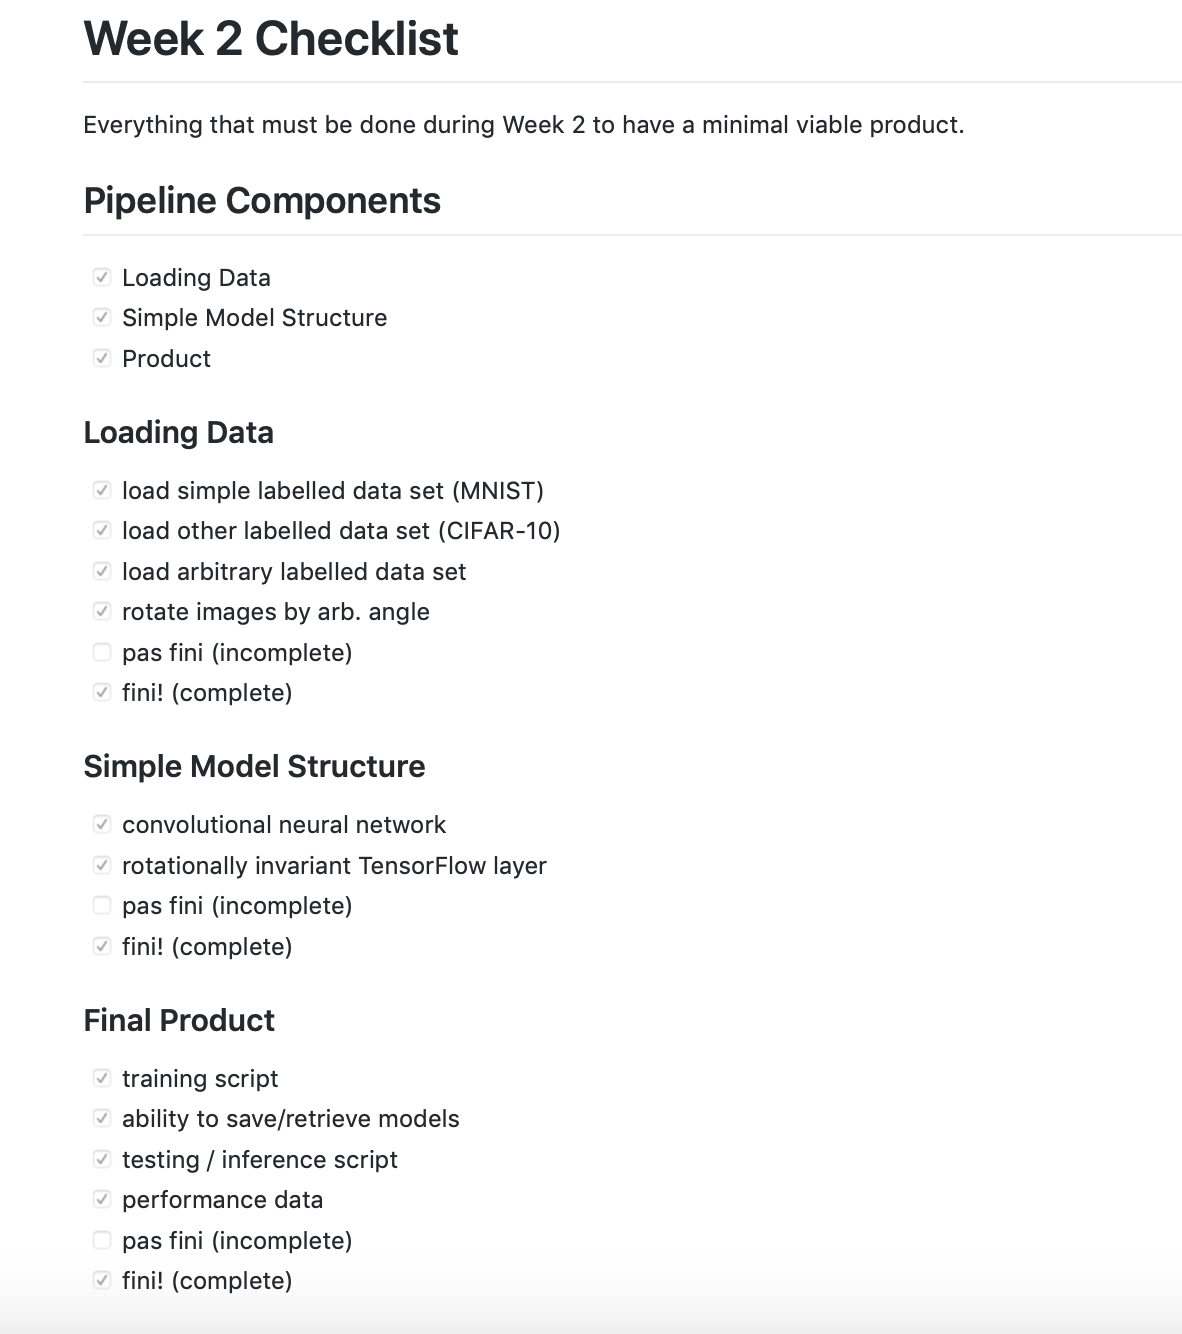 Week 2 Checklist
Everything that must be done during Week 2 to have a minimal viable product.
Pipeline Components
Loading Data
Simple Model Structure
Product
Loading Data
load simple labelled data set (MNIST)
load other labelled data set (CIFAR-10)
load arbitrary labelled data set
rotate images by arb. angle
pas fini (incomplete)
fini! (complete)
Simple Model Structure
convolutional neural network
rotationally invariant TensorFlow layer
pas fini (incomplete)
fini! (complete)
Final Product
training script
ability to save/retrieve models
testing / inference script
performance data
pas fini (incomplete)
fini! (complete)